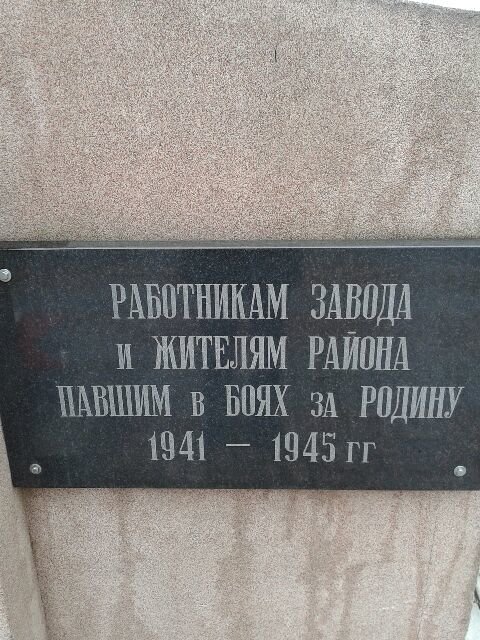 РАБОТНИКАМ ЗАВОДА
и ЖИТЕЛЯМ РАЙОНА
ПАВШИМ в БОЯХ за РОДИНУ
1941 — 1945 гг